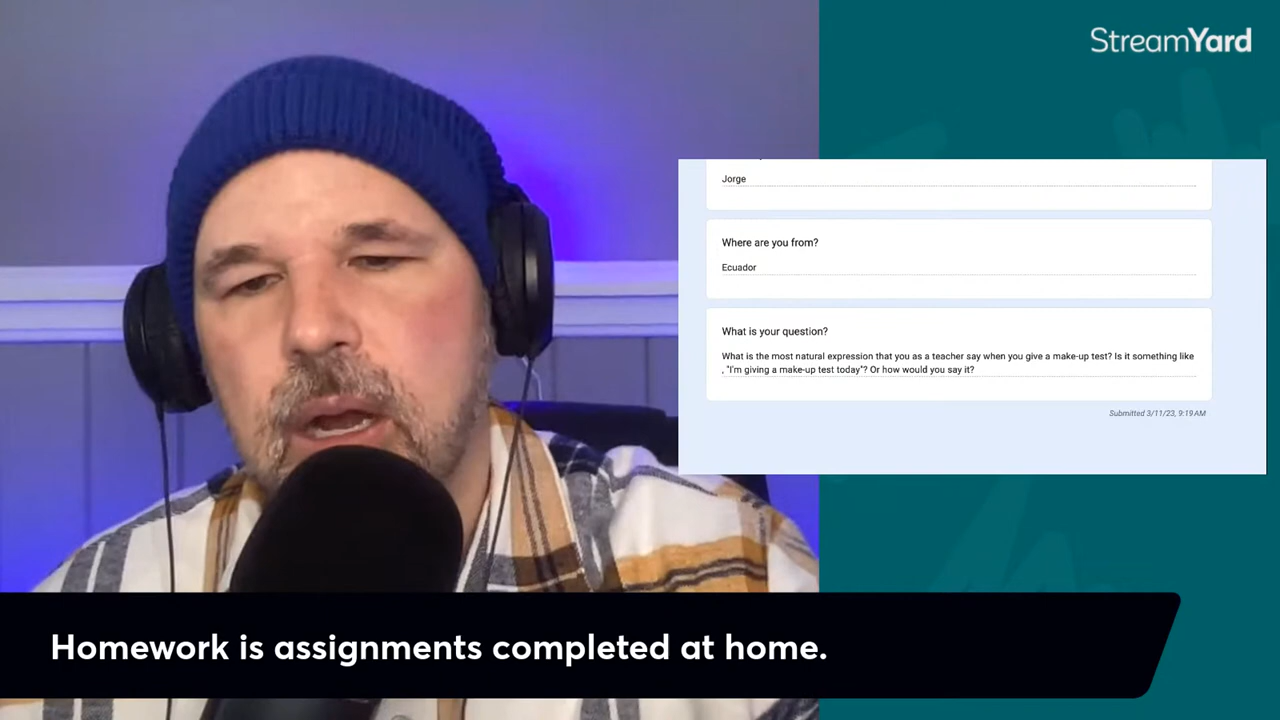 StreamYard
Jorge
Where are you from?
Ecuador
What is your question?
What is the most natural expression that you as a teacher say when you give a make-up test? Is it something like
, "I'm giving a make-up test today"? Or how would you say it?
Submitted 3/11/23, 9:19 AM
Homework is assignments completed at home.